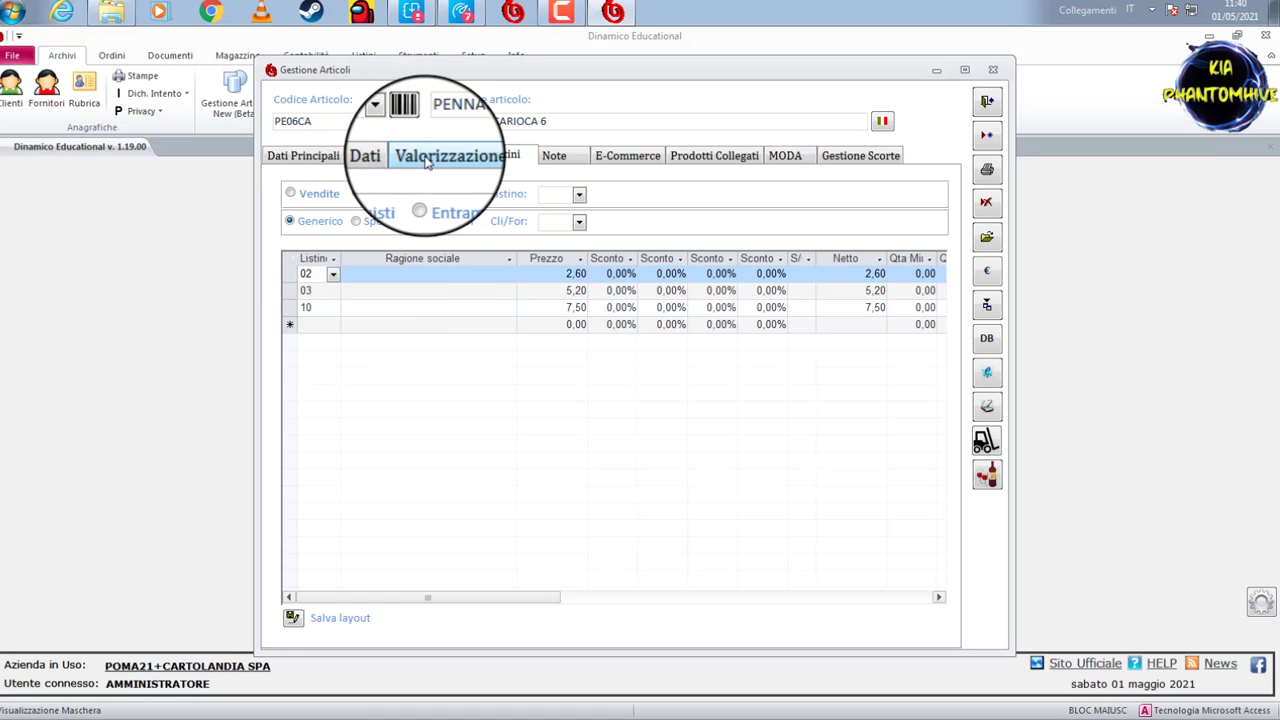 11:40
Collegamenti IT 01/05/2021
Dinamico Educational
File Archivi Ordini Documenti
KIA
PHANTOMHIVE
Gestione Articoli
Stampe
Dich. Intento
Privacy
Fornitori Rubrica
Anagrafiche
Gestione Ar
New (Beta
Codice Articolo: articolo:
PENNA
PE06CA CARIOCA 6
Dinamico Educational v. 1.19.00
Dati Principali Dati Valorizzazione Note E-Commerce Prodotti Collegati MODA Gestione Scorte
Vendite
Generico Cli/For:
Listino Ragione sociale Prezzo Sconto Sconto Sconto Sconto S/ Netto Qta Mi
02 2,60 0,00% 0,00% 0,00% 0,00% 2,60 0,00
03 5,20 0,00% 0,00% 0,00% 0,00% 5,20 0,00
10 7,50 0,00% 0,00% 0,00% 0,00% 7,50 0,00
0,00 0,00% 0,00% 0,00% 0,00% 0,00
€
DB
Salva layout
Azienda in Uso: POMA21+CARTOLANDIA SPA
Sito Ufficiale HELP News
Utente connesso: AMMINISTRATORE
sabato 01 maggio 2021
Visualizzazione Maschera
BLOC MAIUSC Tecnologia Microsoft Access